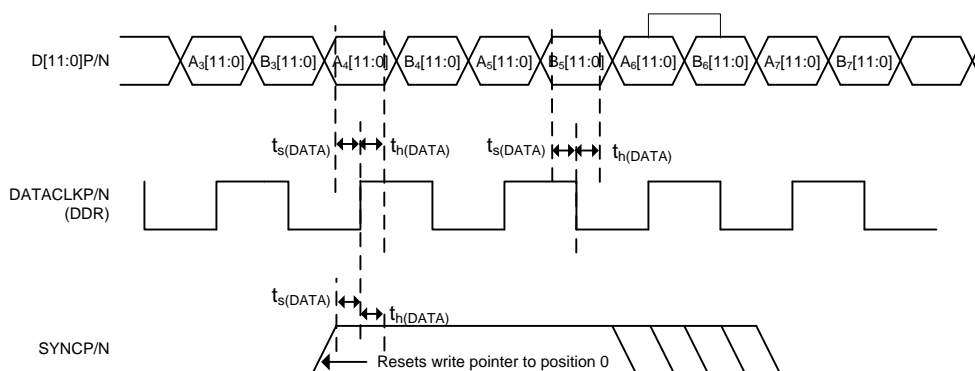 D[11:0]P/N
A3[11:0] B3[11:0] A4[11:0] B4[11:0] A5[11:0] B5[11:0] A6[11:0] B6[11:0] A7[11:0] B7[11:0]
ts(DATA) th(DATA) ts(DATA) th(DATA)
DATACLKP/N
(DDR)
ts(DATA)
th(DATA)
SYNCP/N
Resets write pointer to position 0